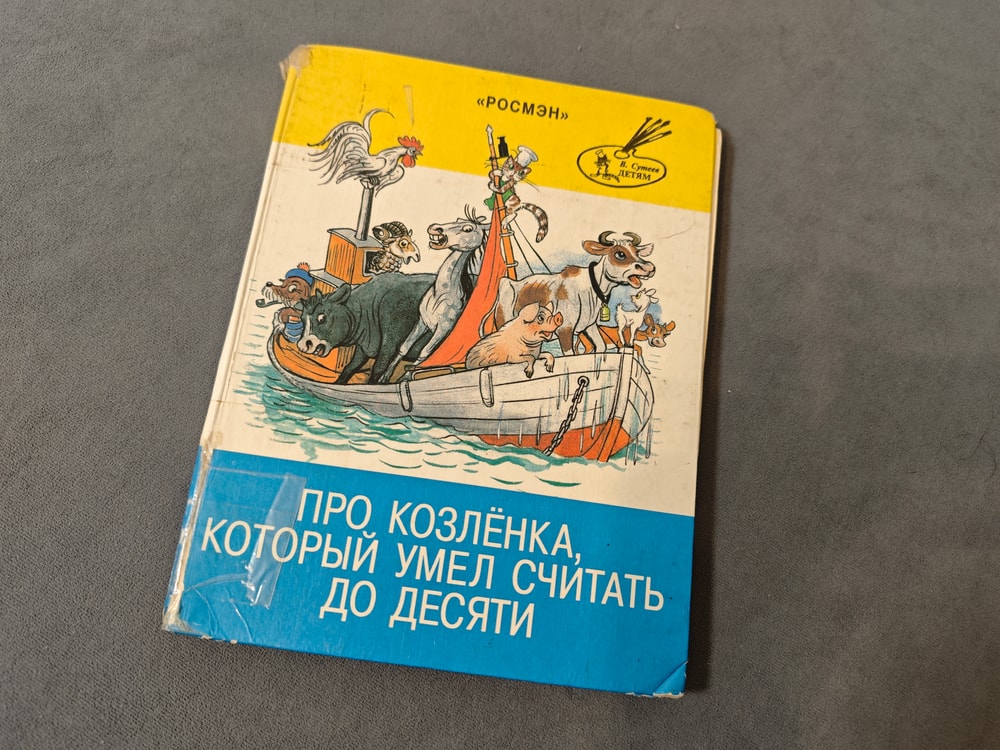 «РОСМЭН»
В. Сутеев
ДЕТЯМ
ПРО КОЗЛЁНКА,
КОТОРЫЙ УМЕЛ СЧИТАТЬ
ДО ДЕСЯТИ